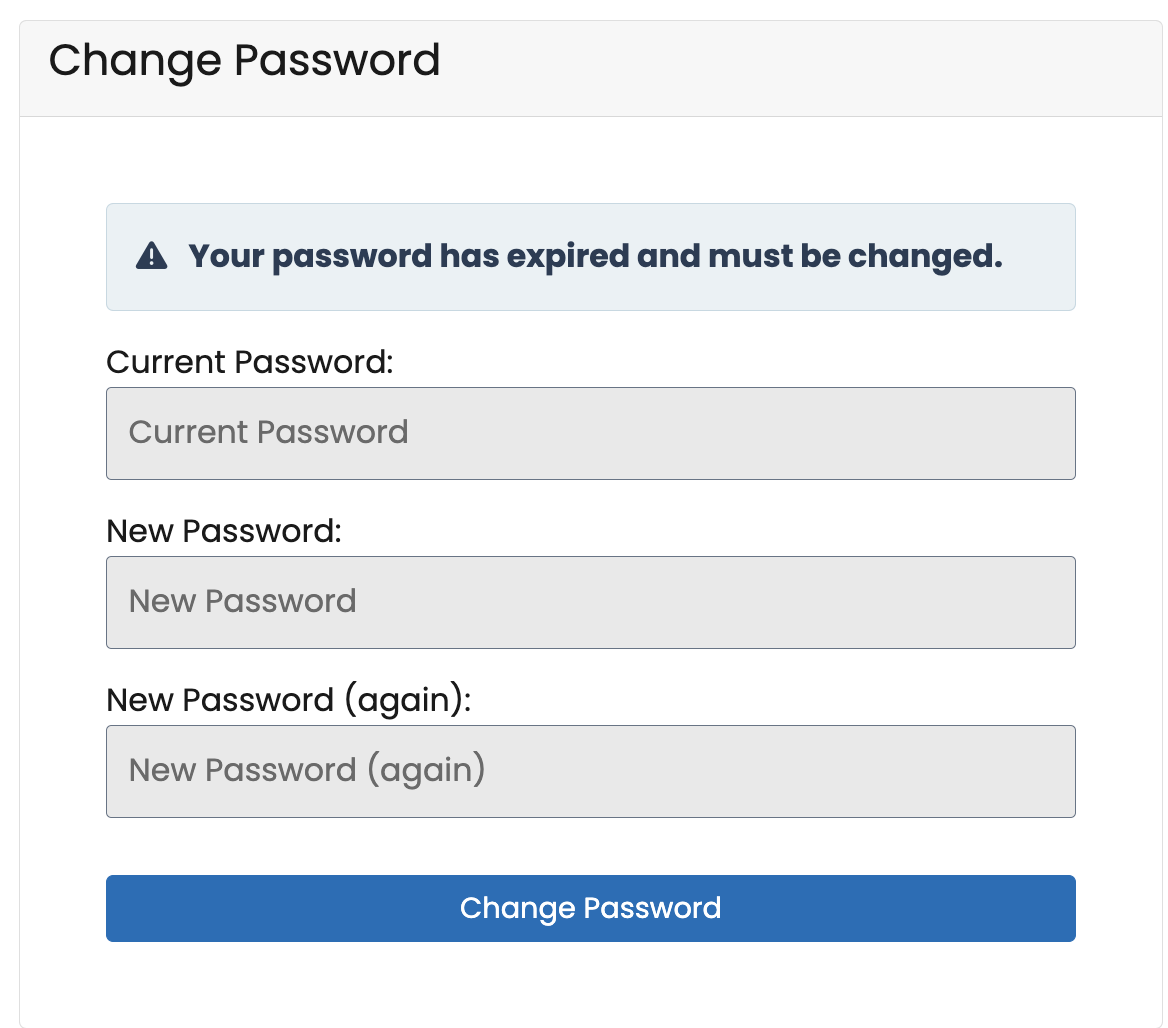 Change Password
Your password has expired and must be changed.
Current Password:
Current Password
New Password:
New Password
New Password (again):
New Password (again)
Change Password